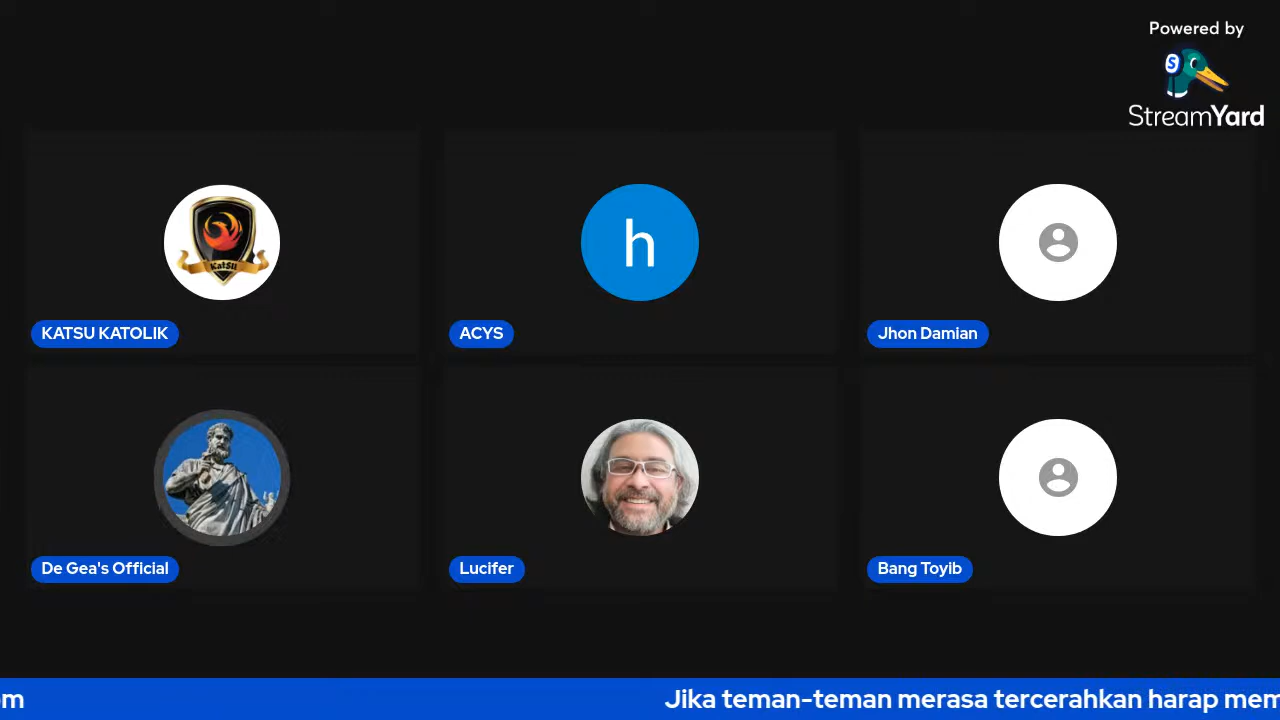 Powered by
StreamYard
h
KatSu
KATSU KATOLIK
ACYS
Jhon Damian
De Gea's Official
Lucifer
Bang Toyib
Jika teman-teman merasa tercerahkan harap